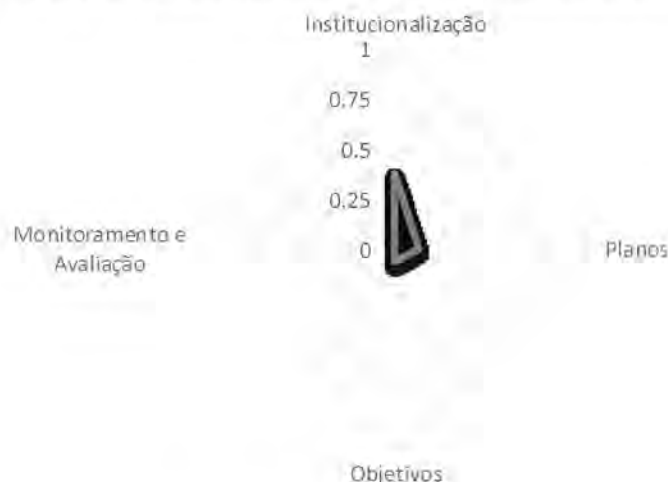 Institucionalização
1
0.75
0.5
0.25
Monitoramento e
Avaliação
0
Planos
Objetivos